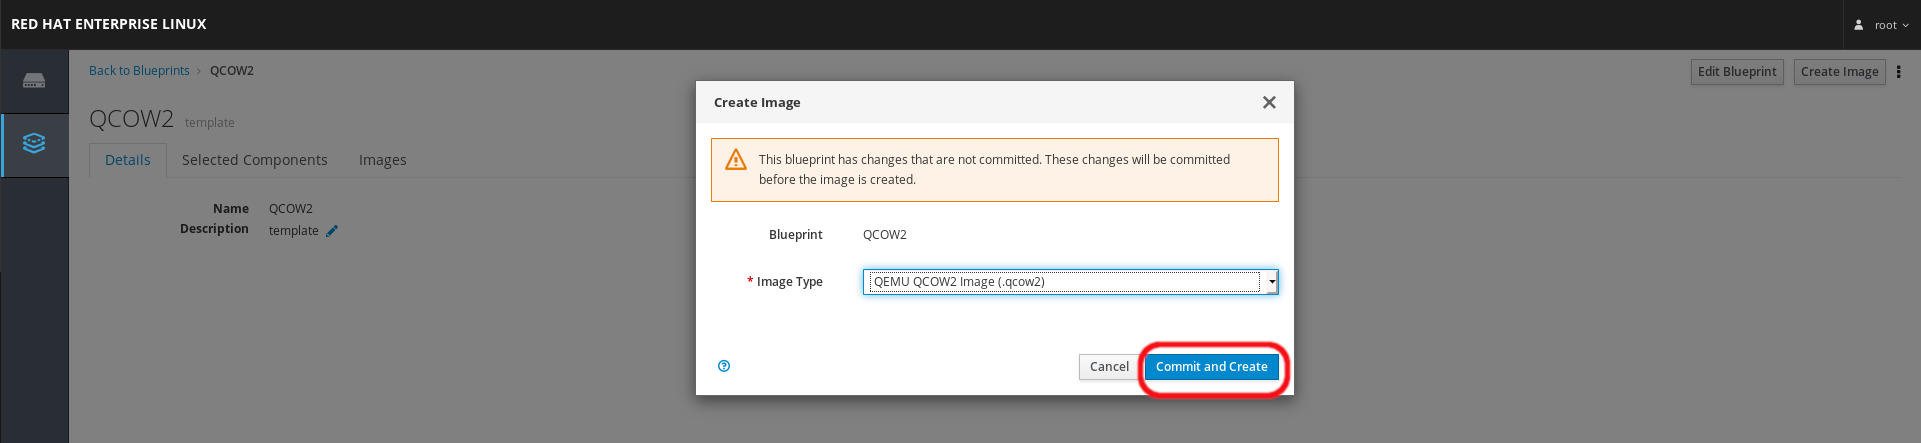 RED HAT ENTERPRISE LINUX
root
Back to Blueprints › QCOW2
Edit Blueprint
Create Image
QCOW2 template
Details
Selected Components
Images
Name QCOW2
Description template
Create Image
This blueprint has changes that are not committed. These changes will be committed
before the image is created.
Blueprint QCOW2
* Image Type QEMU QCOW2 Image (.qcow2)
Cancel
Commit and Create